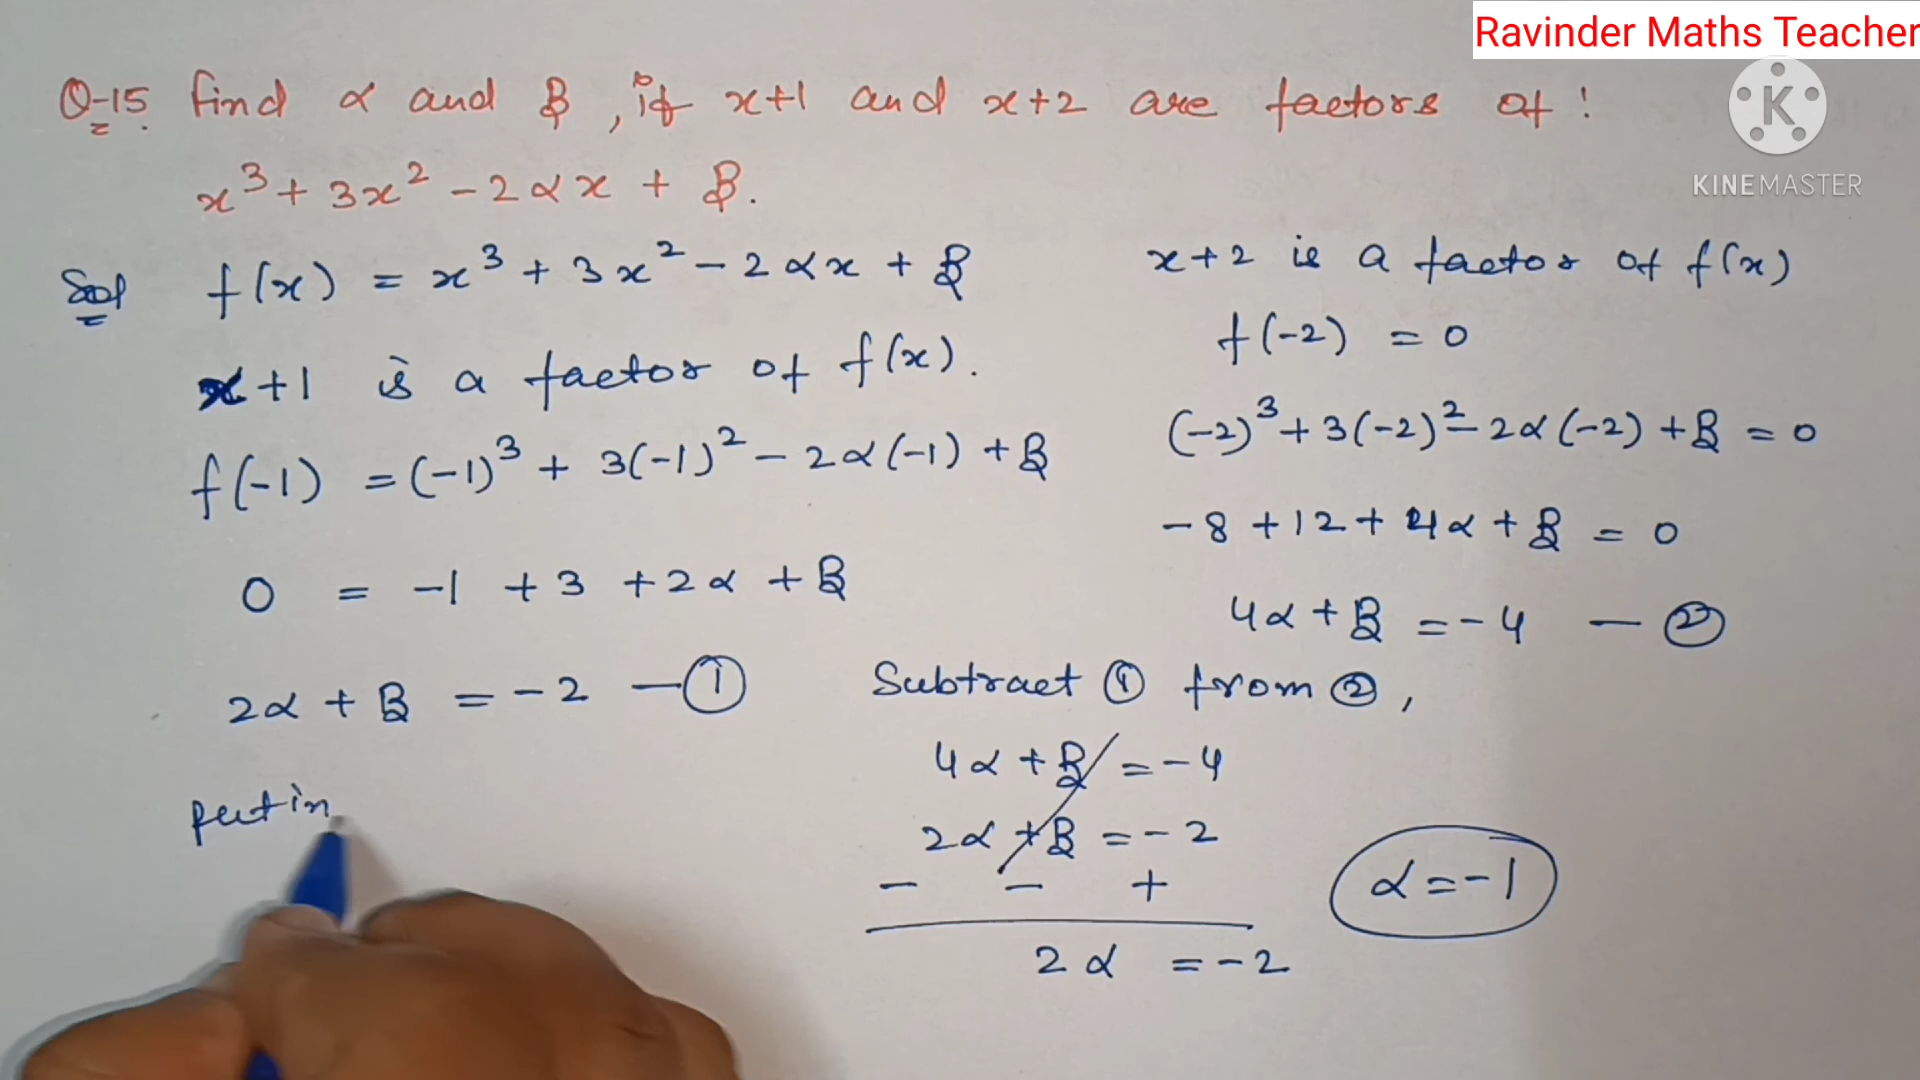 Ravinder Maths Teacher
KINEMASTER
Q-15. find α and β, if x+1 and x+2 are factors of :
x³ + 3x² - 2αx + β.
Sol f(x) = x³ + 3x² - 2αx + β
x+1 is a factor of f(x).
f(-1) = (-1)³ + 3(-1)² - 2α(-1) + β
0 = -1 + 3 + 2α + β
2α + β = -2 — ①
put in
x+2 is a factor of f(x)
f(-2) = 0
(-2)³ + 3(-2)² - 2α(-2) + β = 0
-8 + 12 + 4α + β = 0
4α + β = -4 — ②
Subtract ① from ②,
4α + β = -4
2α + β = -2
- - +
2α = -2
α = -1